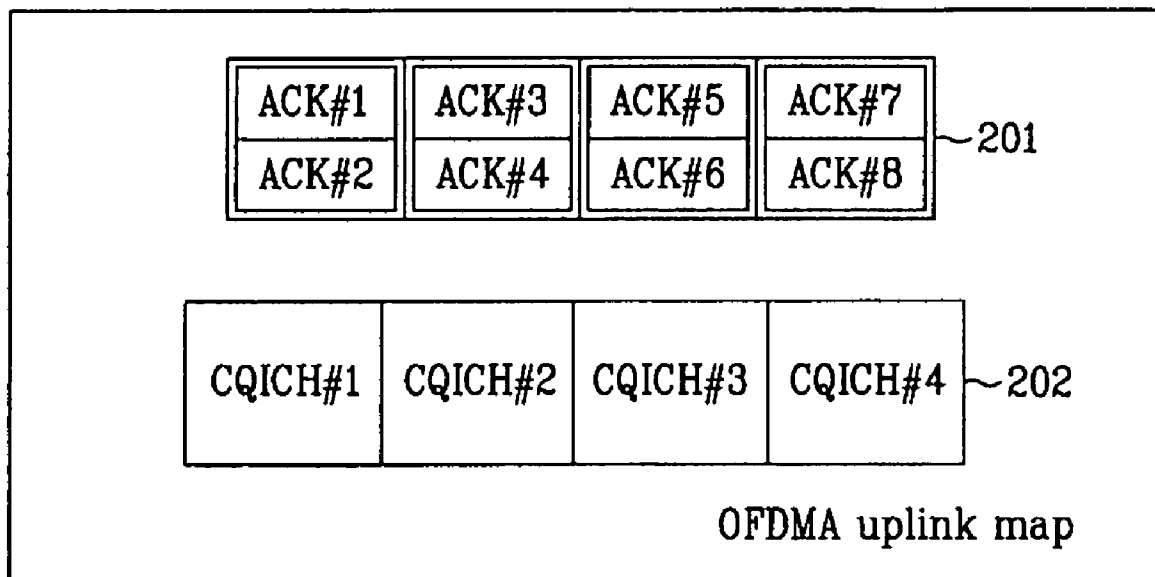 ACK#1 ACK#3 ACK#5 ACK#7
201
ACK#2 ACK#4 ACK#6 ACK#8
CQICH#1 CQICH#2 CQICH#3 CQICH#4 202
OFDMA uplink map